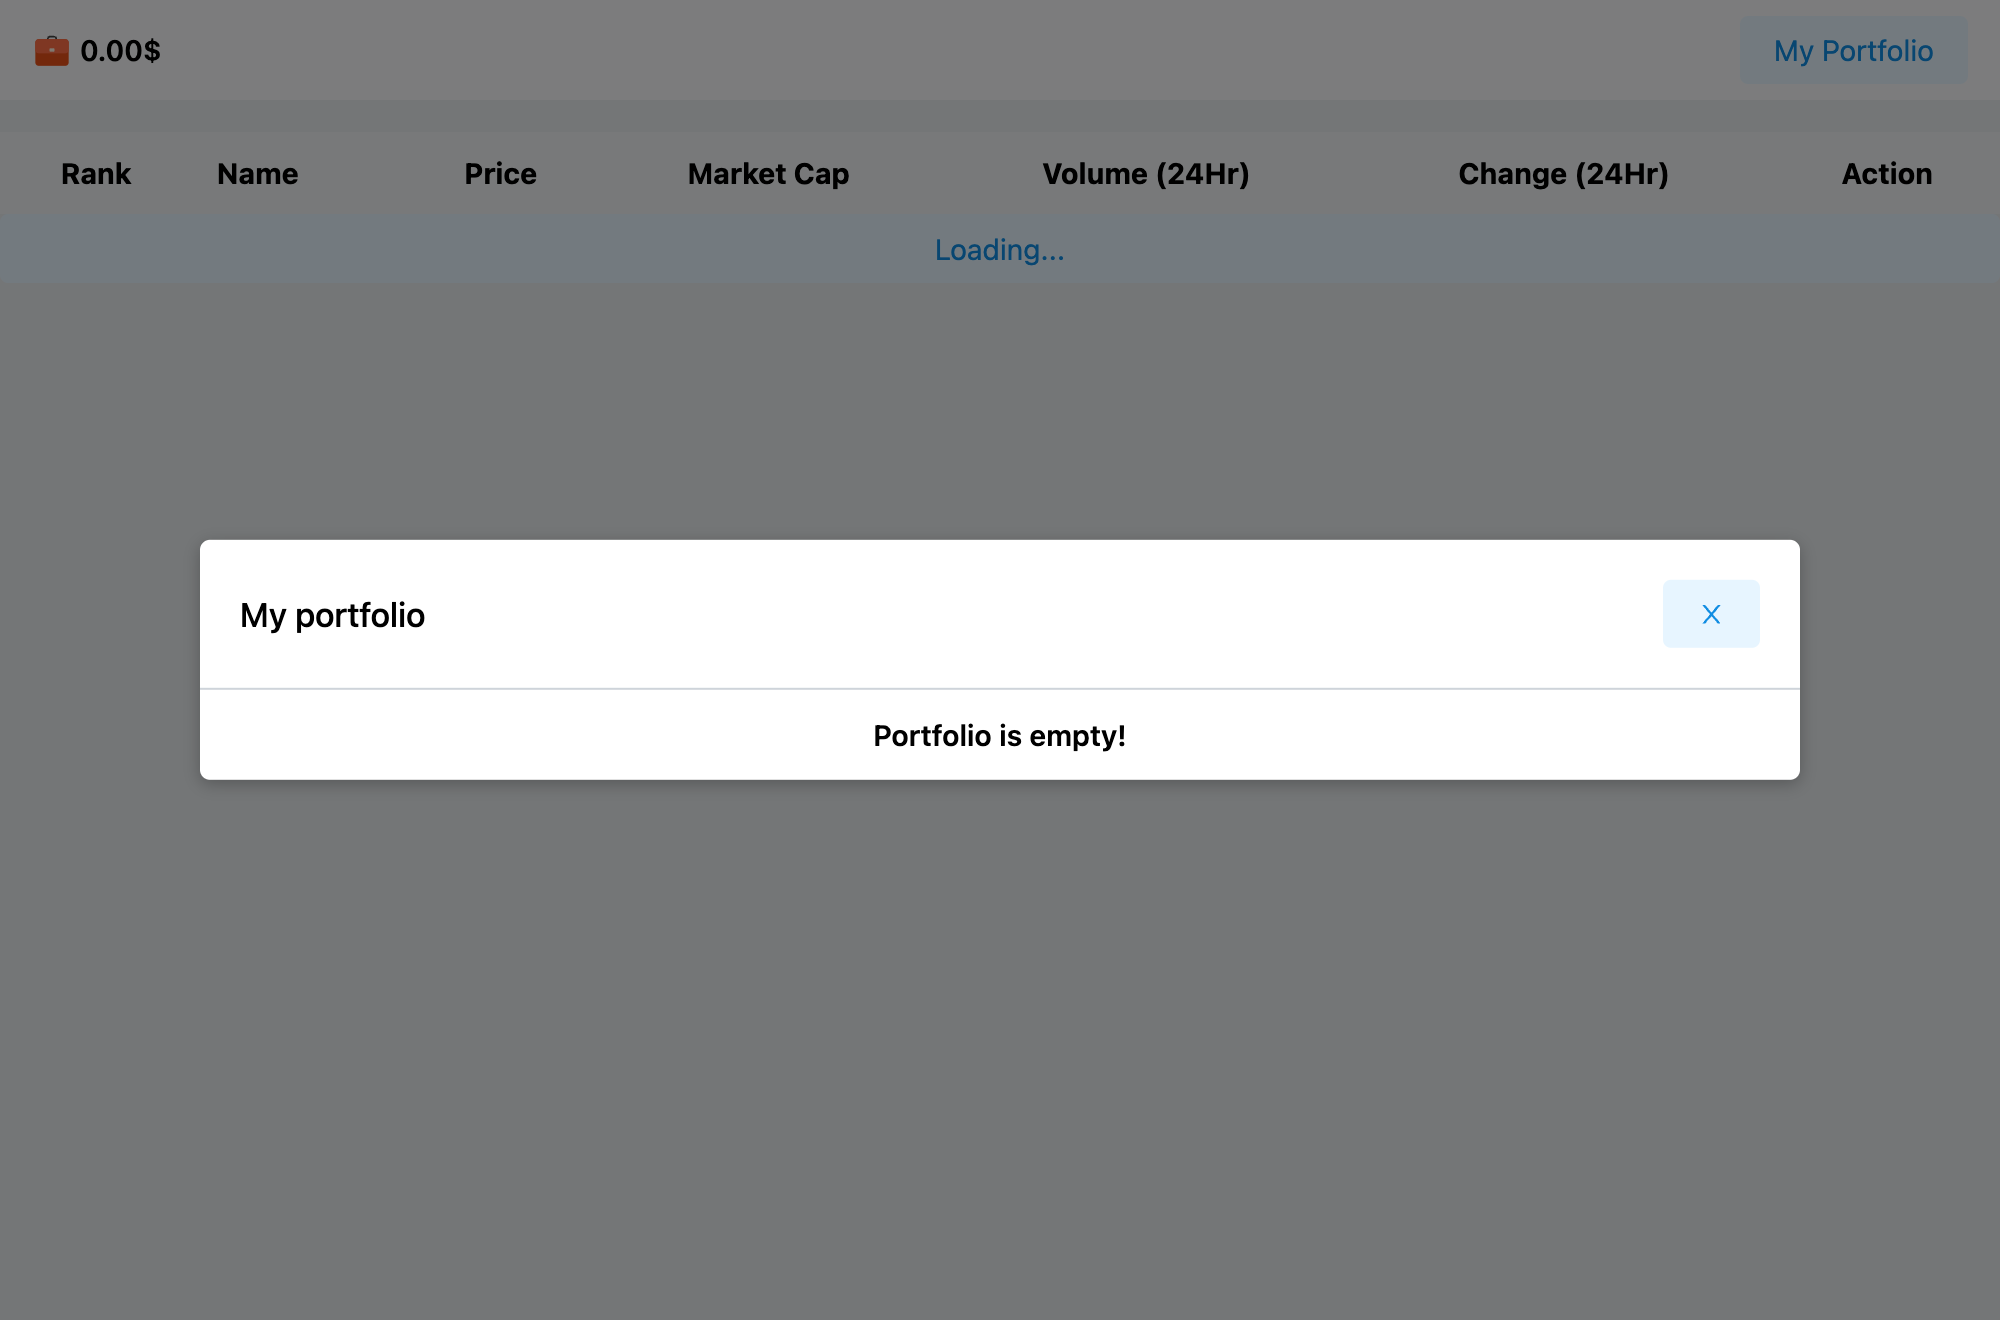 0.00$
My Portfolio
Rank Name Price Market Cap Volume (24Hr) Change (24Hr) Action
Loading...
My portfolio
X
Portfolio is empty!